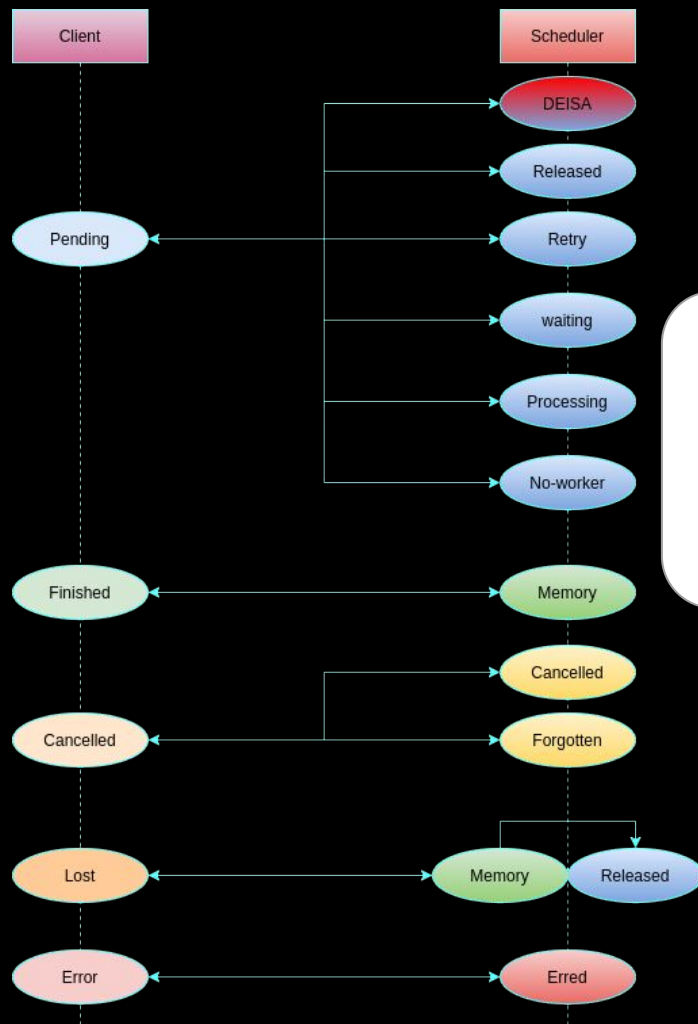 Client
Scheduler
DEISA
Released
Pending
Retry
waiting
Processing
No-worker
Finished
Memory
Cancelled
Cancelled
Forgotten
Lost
Memory
Released
Error
Erred